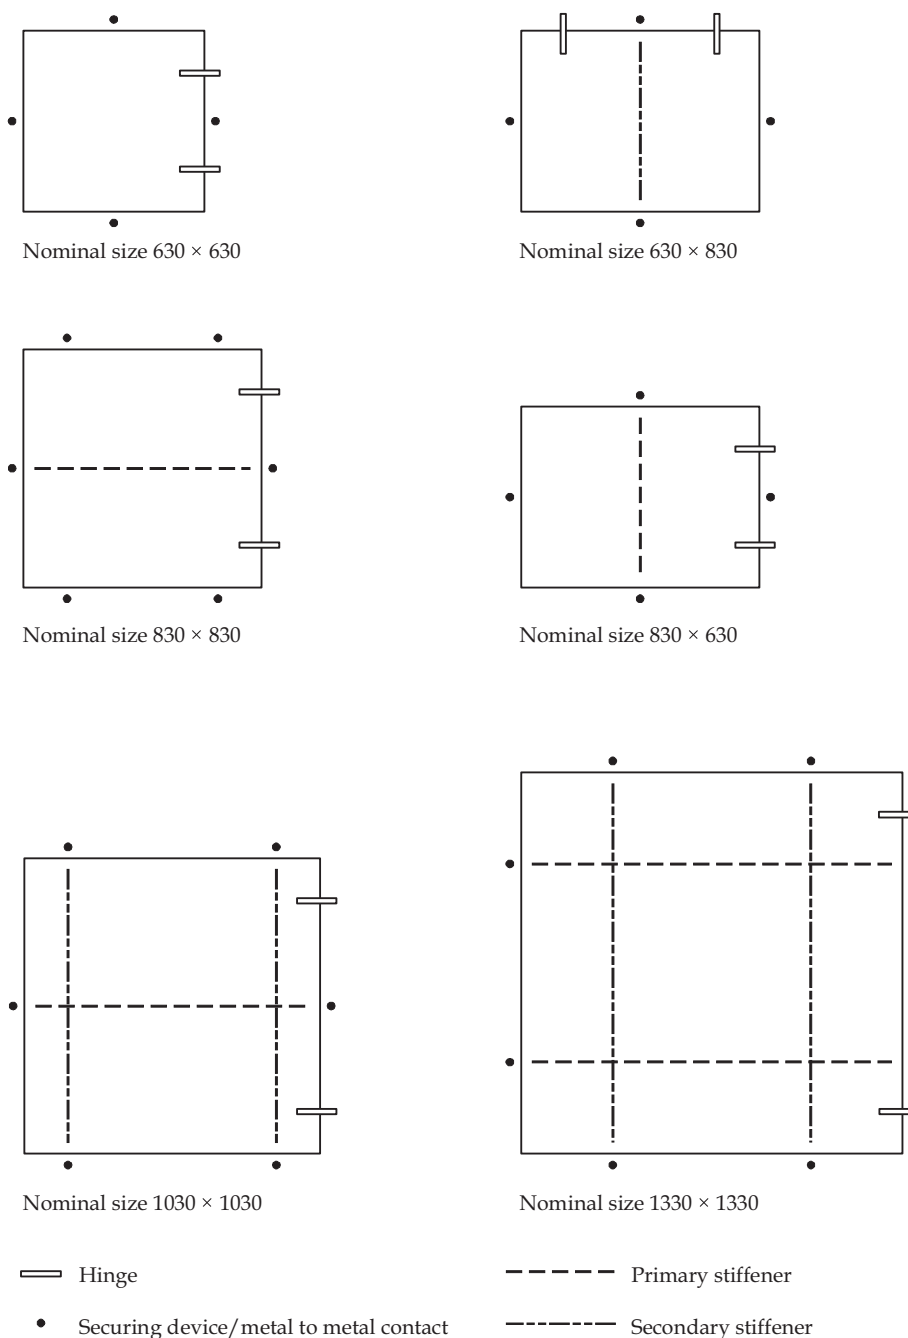 Nominal size 630 × 630
Nominal size 630 × 830
Nominal size 830 × 830
Nominal size 830 × 630
Nominal size 1030 × 1030
Nominal size 1330 × 1330
Hinge
Primary stiffener
Securing device/metal to metal contact
Secondary stiffener